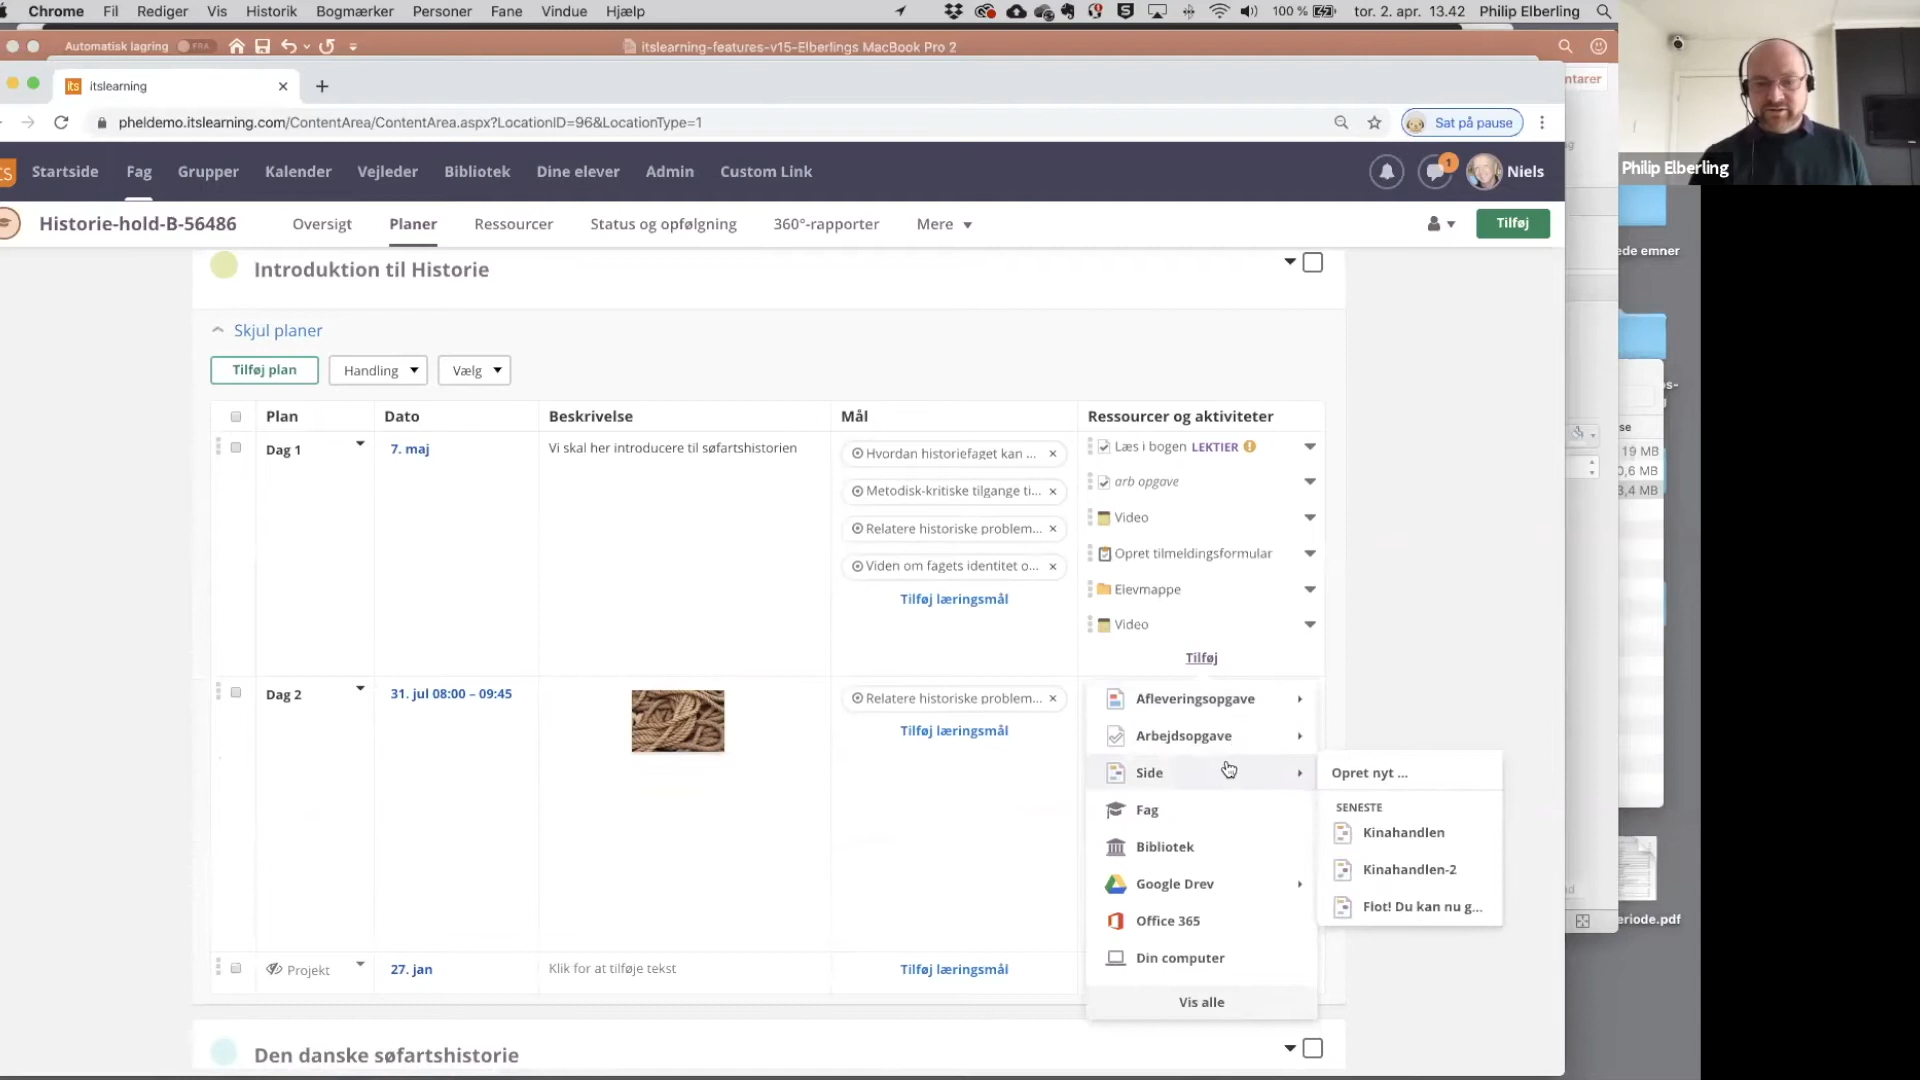 Chrome Fil Rediger Vis Historik Bogmærker Personer Fane Vindue Hjælp 100 % tor. 2. apr. 13.42 Philip Elberling
Automatisk lagring FRA itslearning-features-v15-Elberlings MacBook Pro 2
ntarer
its itslearning
pheldemo.itslearning.com/ContentArea/ContentArea.aspx?LocationID=96&LocationType=1 Sat på pause
Philip Elberling
Startside Fag Grupper Kalender Vejleder Bibliotek Dine elever Admin Custom Link 1 Niels
Historie-hold-B-56486 Oversigt Planer Ressourcer Status og opfølgning 360°-rapporter Mere Tilføj
ede emner
Introduktion til Historie
Skjul planer
Tilføj plan Handling Vælg
Plan Dato Beskrivelse Mål Ressourcer og aktiviteter
Dag 1 7. maj Vi skal her introducere til søfartshistorien
Hvordan historiefaget kan ...
Metodisk-kritiske tilgange ti...
Relatere historiske problem...
Viden om fagets identitet o...
Tilføj læringsmål
Læs i bogen LEKTIER
arb opgave
Video
Opret tilmeldingsformular
Elevmappe
Video
Tilføj
Dag 2 31. jul 08:00 – 09:45
Relatere historiske problem...
Tilføj læringsmål
Afleveringsopgave
Arbejdsopgave
Side
Fag
Bibliotek
Google Drev
Office 365
Din computer
Vis alle
Opret nyt ...
SENESTE
Kinahandlen
Kinahandlen-2
Flot! Du kan nu g...
Projekt 27. jan Klik for at tilføje tekst Tilføj læringsmål
Den danske søfartshistorie
se
19 MB
0,6 MB
3,4 MB
eriode.pdf